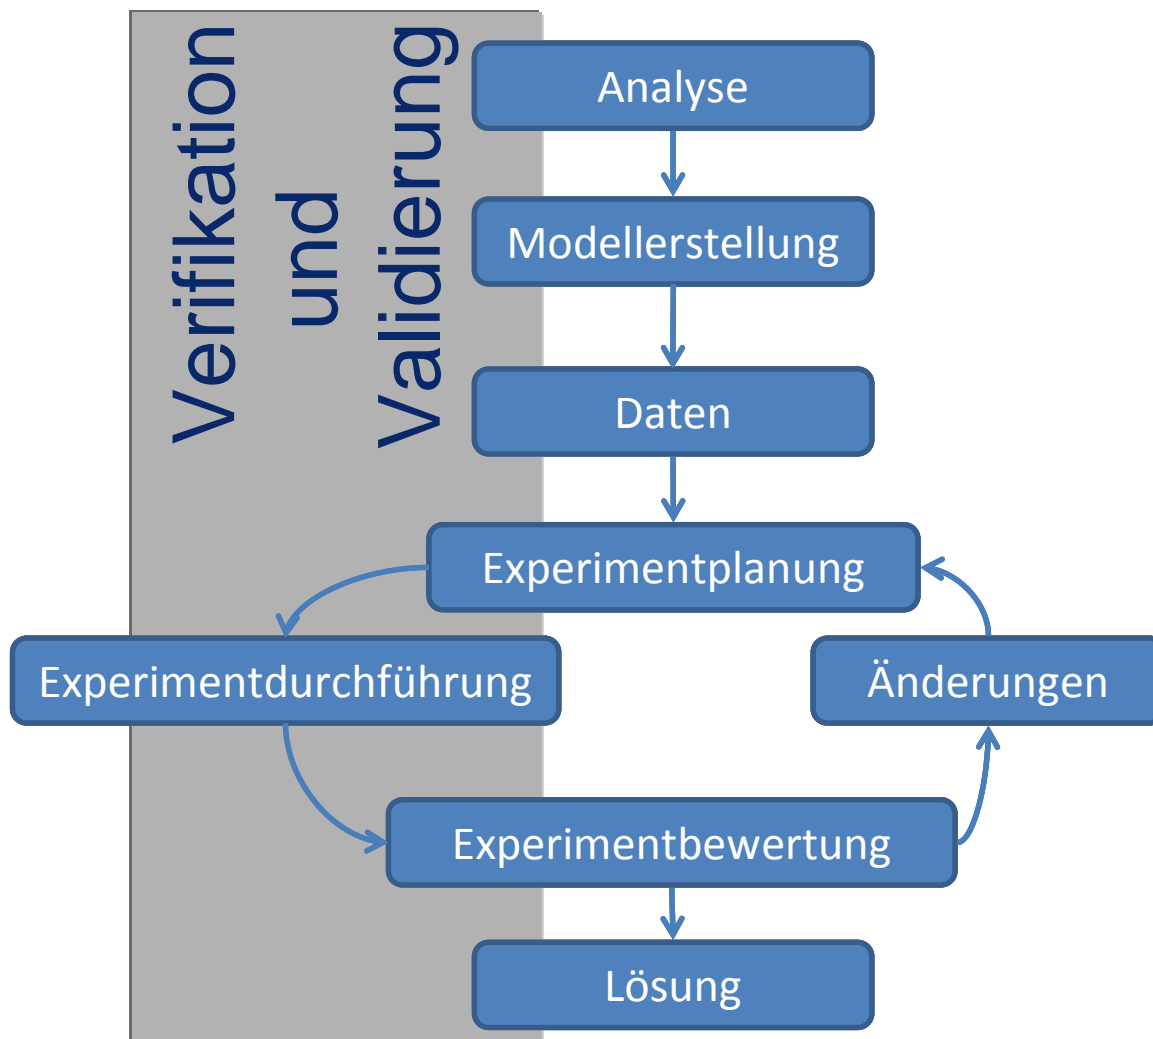 Verifikation
und
Validierung
Analyse
Modellerstellung
Daten
Experimentplanung
Experimentdurchführung
Änderungen
Experimentbewertung
Lösung